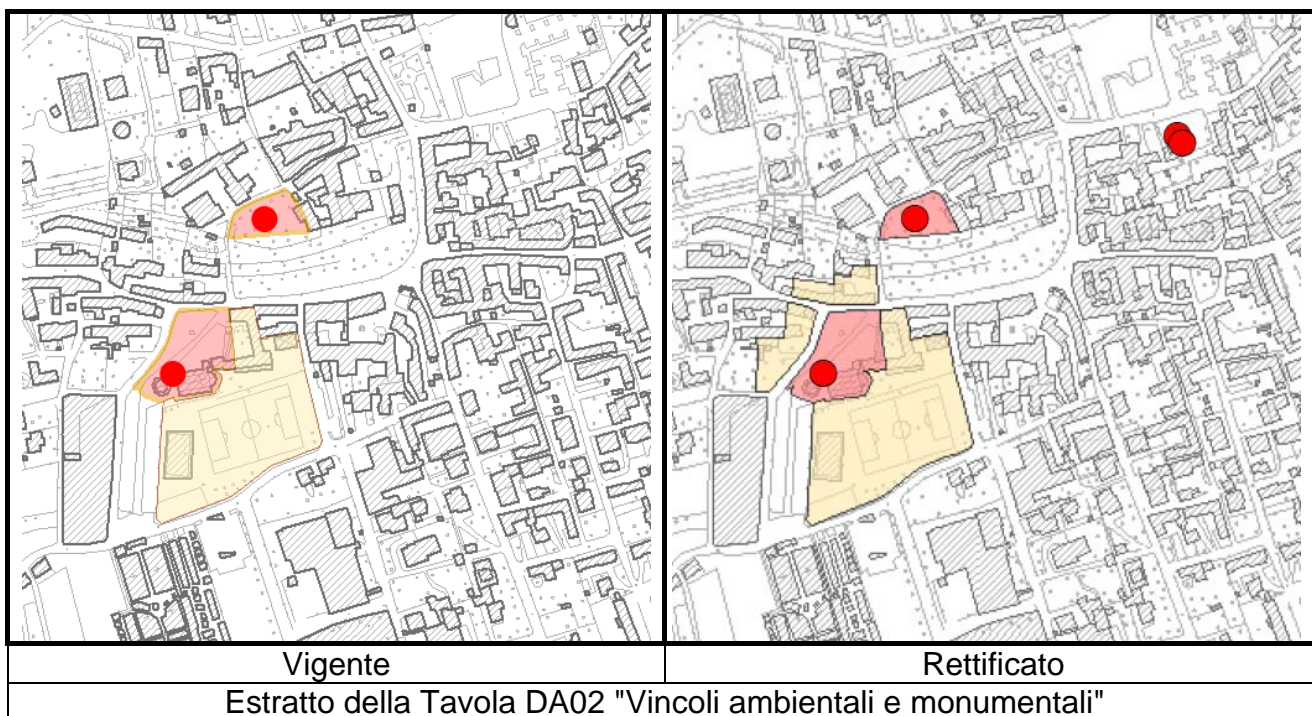 Vigente
Rettificato
Estratto della Tavola DA02 "Vincoli ambientali e monumentali"